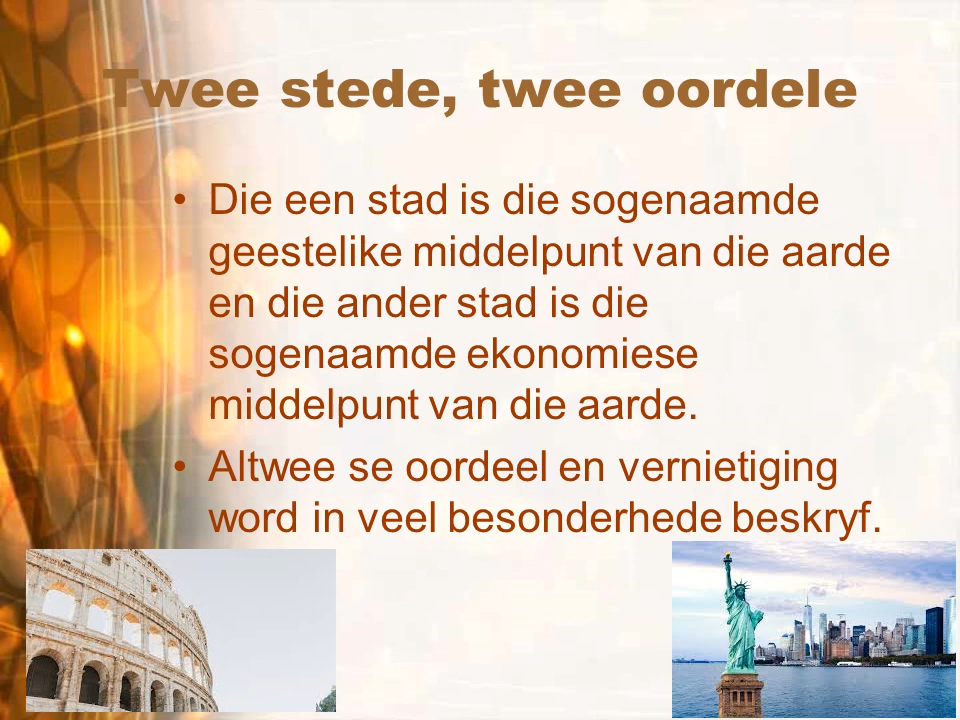 Twee stede, twee oordele
• Die een stad is die sogenaamde
geestelike middelpunt van die aarde
en die ander stad is die
sogenaamde ekonomiese
middelpunt van die aarde.
• Altwee se oordeel en vernietiging
word in veel besonderhede beskryf.